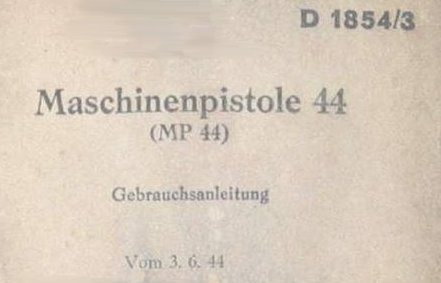 D 1854/3
Maschinenpistole 44
(MP 44)
Gebrauchsanleitung
Vom 3. 6. 44